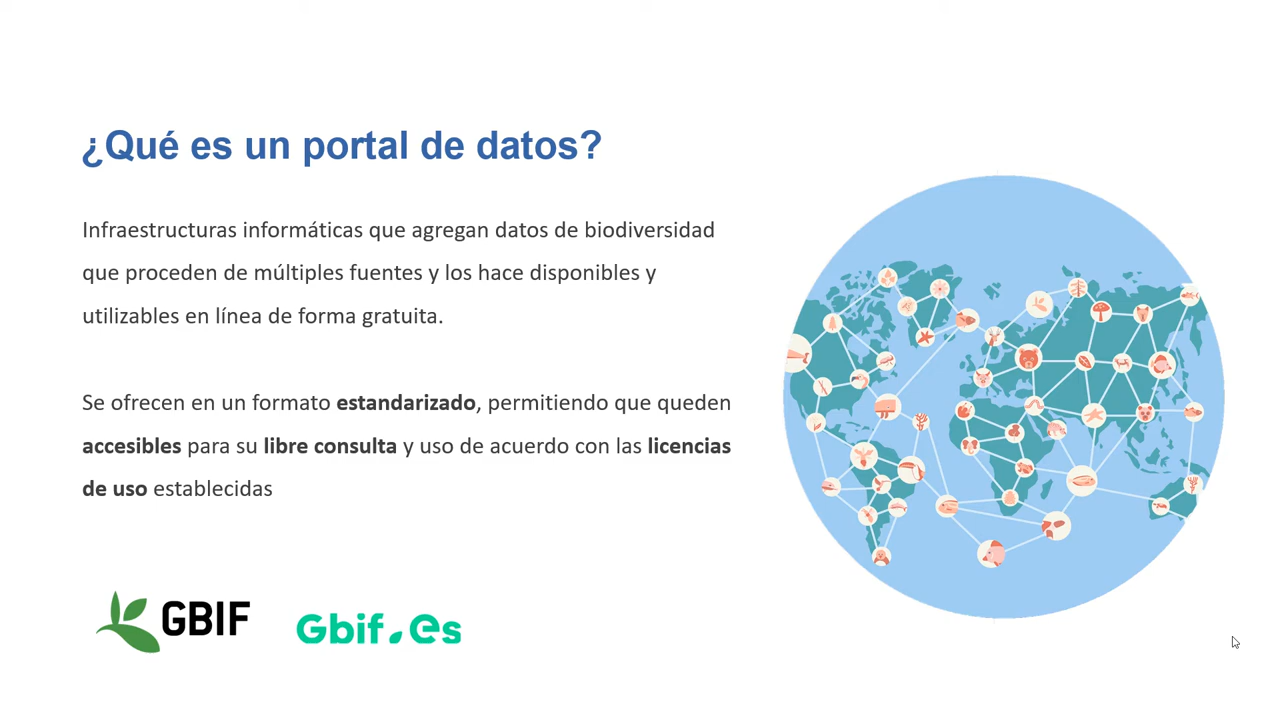 ¿Qué es un portal de datos?
Infraestructuras informáticas que agregan datos de biodiversidad
que proceden de múltiples fuentes y los hace disponibles y
utilizables en línea de forma gratuita.
Se ofrecen en un formato estandarizado, permitiendo que queden
accesibles para su libre consulta y uso de acuerdo con las licencias
de uso establecidas
GBIF
Gbif.es